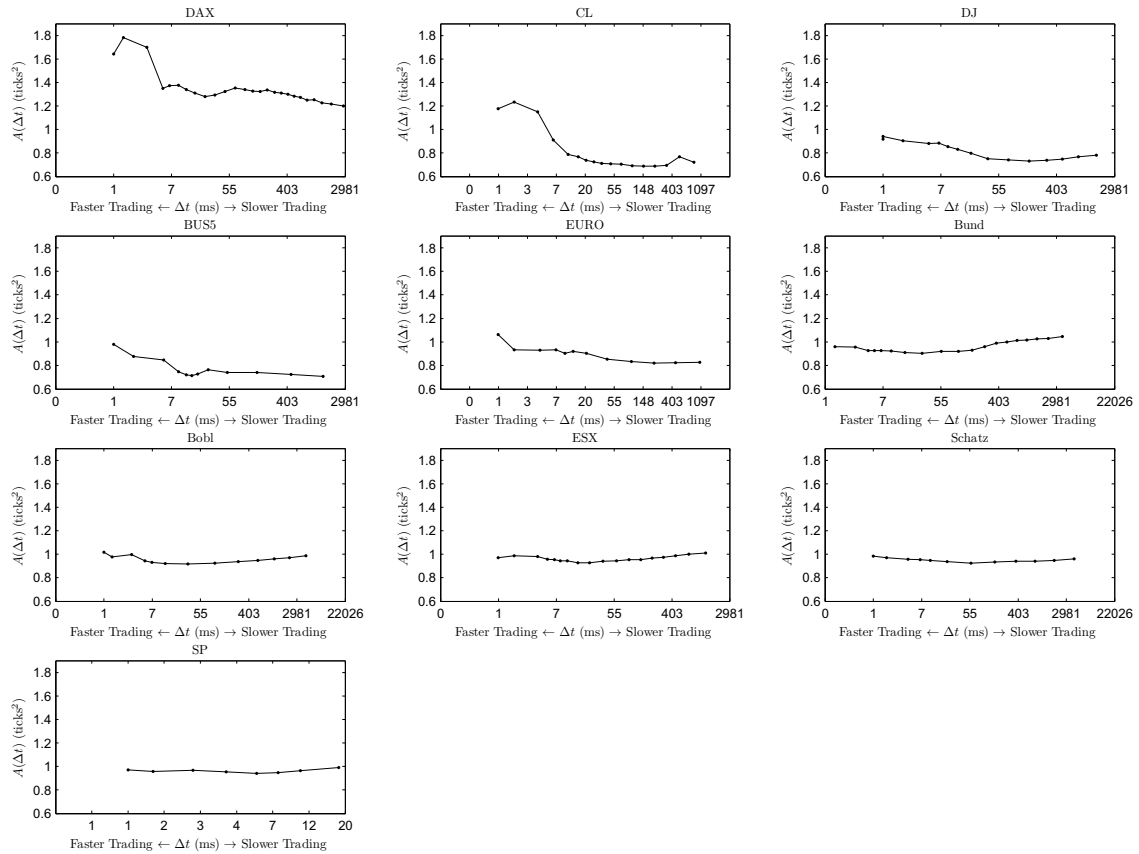 DAX
A(Δt) (ticks²)
1.8
1.6
1.4
1.2
1
0.8
0.6
0 1 7 55 403 2981
Faster Trading ← Δt (ms) → Slower Trading
CL
A(Δt) (ticks²)
1.8
1.6
1.4
1.2
1
0.8
0.6
0 1 3 7 20 55 148 403 1097
Faster Trading ← Δt (ms) → Slower Trading
DJ
A(Δt) (ticks²)
1.8
1.6
1.4
1.2
1
0.8
0.6
0 1 7 55 403 2981
Faster Trading ← Δt (ms) → Slower Trading
BUS5
A(Δt) (ticks²)
1.8
1.6
1.4
1.2
1
0.8
0.6
0 1 7 55 403 2981
Faster Trading ← Δt (ms) → Slower Trading
EURO
A(Δt) (ticks²)
1.8
1.6
1.4
1.2
1
0.8
0.6
0 1 3 7 20 55 148 403 1097
Faster Trading ← Δt (ms) → Slower Trading
Bund
A(Δt) (ticks²)
1.8
1.6
1.4
1.2
1
0.8
0.6
1 7 55 403 2981 22026
Faster Trading ← Δt (ms) → Slower Trading
Bobl
A(Δt) (ticks²)
1.8
1.6
1.4
1.2
1
0.8
0.6
0 1 7 55 403 2981 22026
Faster Trading ← Δt (ms) → Slower Trading
ESX
A(Δt) (ticks²)
1.8
1.6
1.4
1.2
1
0.8
0.6
0 1 7 55 403 2981
Faster Trading ← Δt (ms) → Slower Trading
Schatz
A(Δt) (ticks²)
1.8
1.6
1.4
1.2
1
0.8
0.6
0 1 7 55 403 2981 22026
Faster Trading ← Δt (ms) → Slower Trading
SP
A(Δt) (ticks²)
1.8
1.6
1.4
1.2
1
0.8
0.6
1 1 2 3 4 7 12 20
Faster Trading ← Δt (ms) → Slower Trading